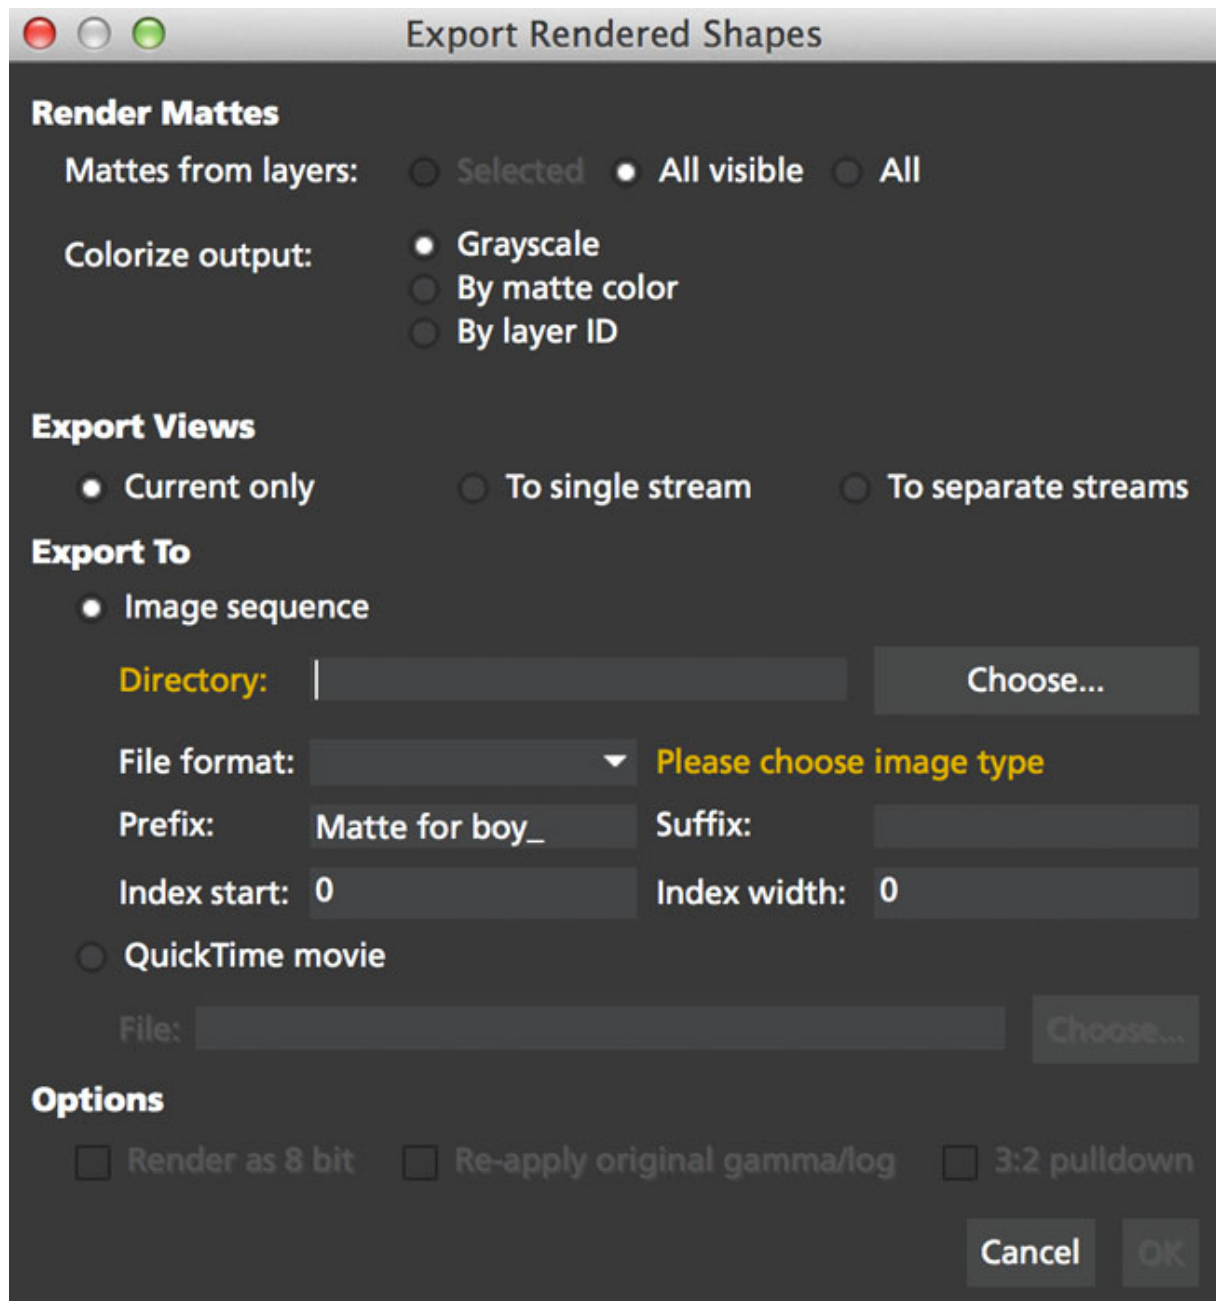 Export Rendered Shapes
Render Mattes
Mattes from layers: Selected All visible All
Colorize output: Grayscale
By matte color
By layer ID
Export Views
Current only To single stream To separate streams
Export To
Image sequence
Directory: Choose...
File format: Please choose image type
Prefix: Matte for boy_ Suffix:
Index start: 0 Index width: 0
QuickTime movie
File: Choose...
Options
Render as 8 bit Re-apply original gamma/log 3:2 pulldown
Cancel OK